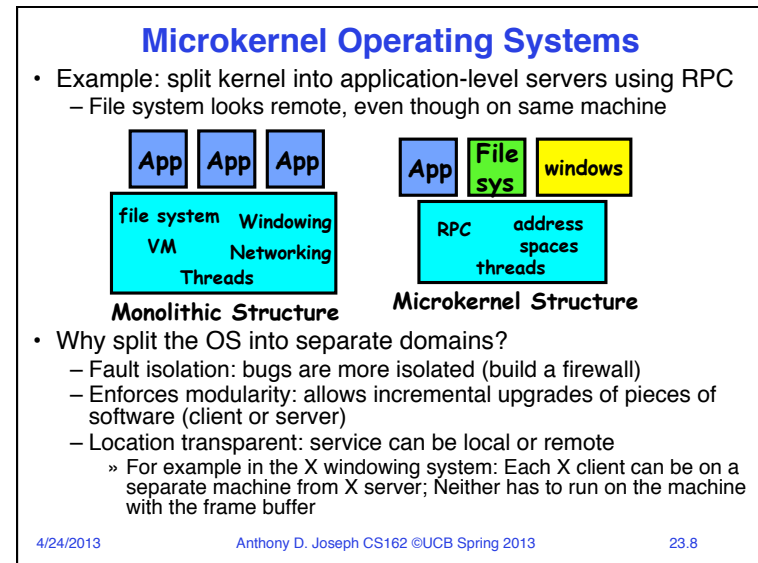 Microkernel Operating Systems
• Example: split kernel into application-level servers using RPC
– File system looks remote, even though on same machine
App App App
file system Windowing
VM Networking
Threads
Monolithic Structure
App File sys windows
RPC address spaces
threads
Microkernel Structure
• Why split the OS into separate domains?
– Fault isolation: bugs are more isolated (build a firewall)
– Enforces modularity: allows incremental upgrades of pieces of
software (client or server)
– Location transparent: service can be local or remote
» For example in the X windowing system: Each X client can be on a
separate machine from X server; Neither has to run on the machine
with the frame buffer
4/24/2013 Anthony D. Joseph CS162 ©UCB Spring 2013 23.8